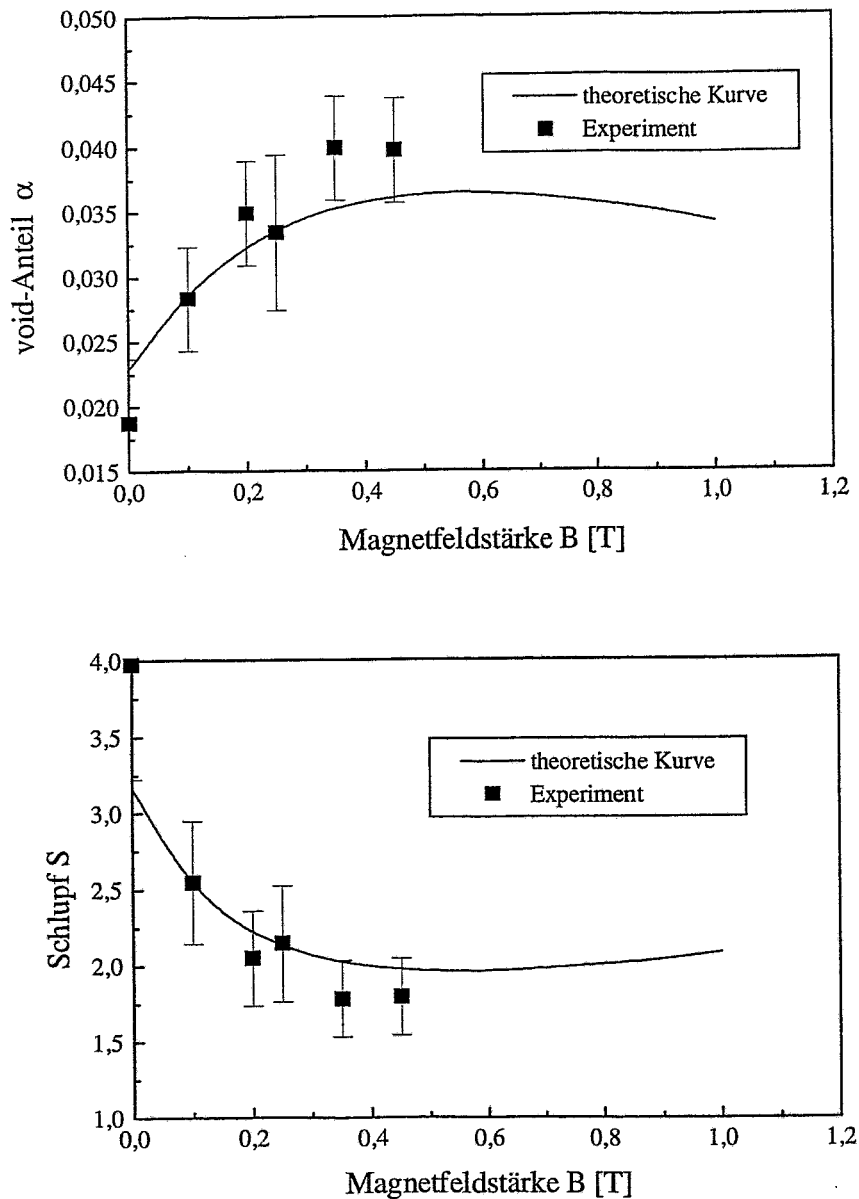 0,050
0,045
0,040
0,035
0,030
0,025
0,020
0,015
void-Anteil α
theoretische Kurve
Experiment
0,0 0,2 0,4 0,6 0,8 1,0 1,2
Magnetfeldstärke B [T]
4,0
3,5
3,0
2,5
2,0
1,5
1,0
Schlupf S
theoretische Kurve
Experiment
0,0 0,2 0,4 0,6 0,8 1,0 1,2
Magnetfeldstärke B [T]